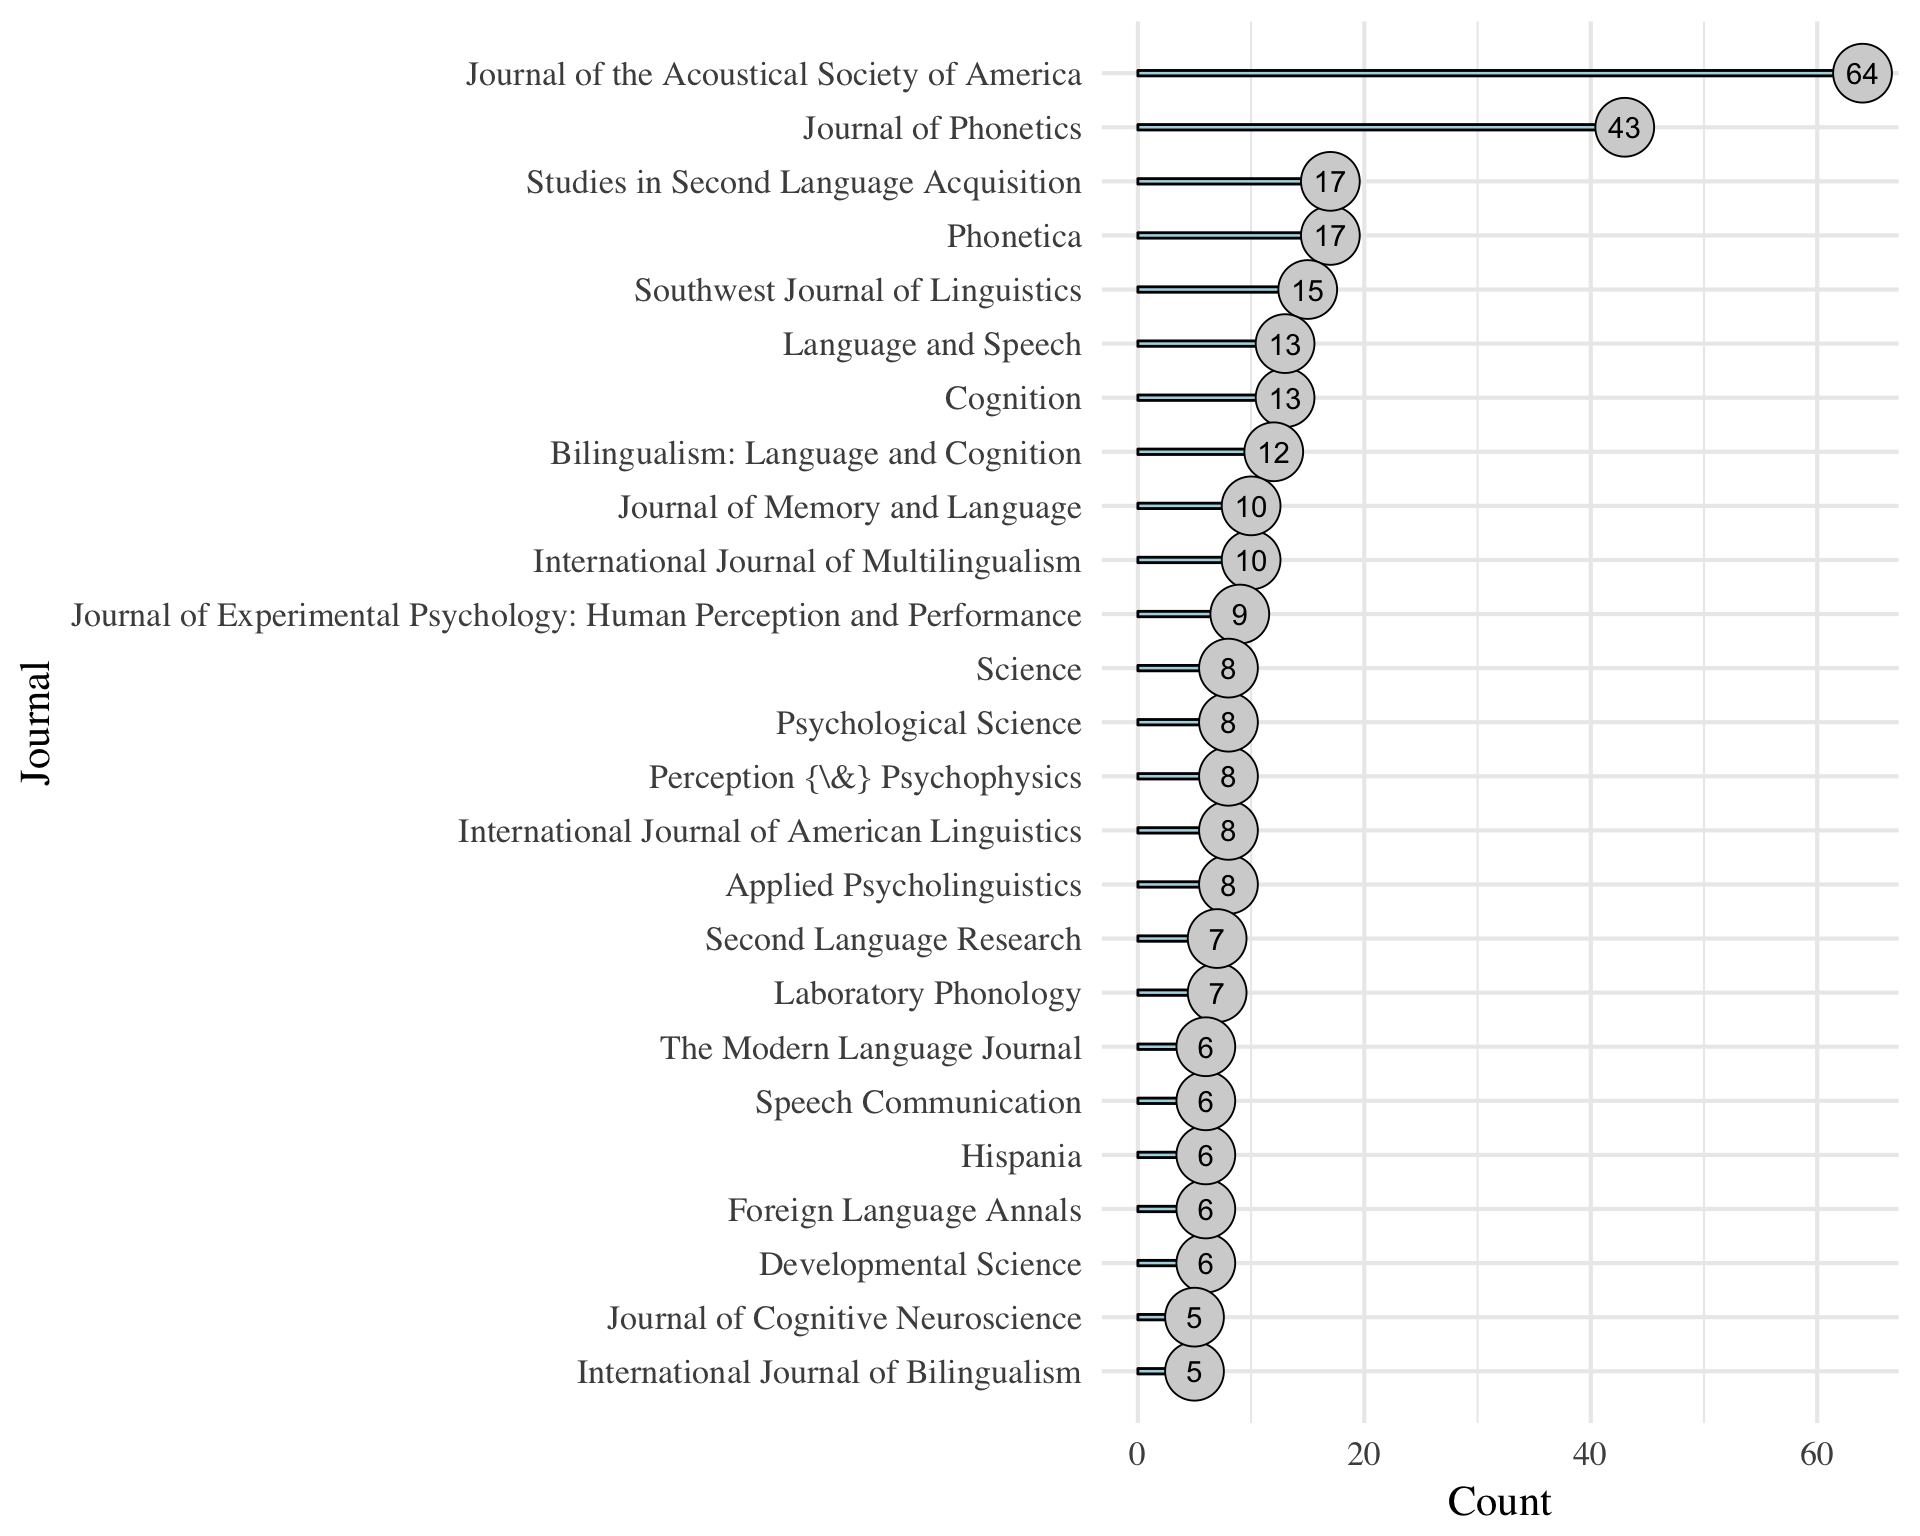 Journal of the Acoustical Society of America 64
Journal of Phonetics 43
Studies in Second Language Acquisition 17
Phonetica 17
Southwest Journal of Linguistics 15
Language and Speech 13
Cognition 13
Bilingualism: Language and Cognition 12
Journal of Memory and Language 10
International Journal of Multilingualism 10
Journal of Experimental Psychology: Human Perception and Performance 9
Science 8
Psychological Science 8
Perception {\&} Psychophysics 8
International Journal of American Linguistics 8
Applied Psycholinguistics 8
Second Language Research 7
Laboratory Phonology 7
The Modern Language Journal 6
Speech Communication 6
Hispania 6
Foreign Language Annals 6
Developmental Science 6
Journal of Cognitive Neuroscience 5
International Journal of Bilingualism 5
Journal
0 20 40 60
Count